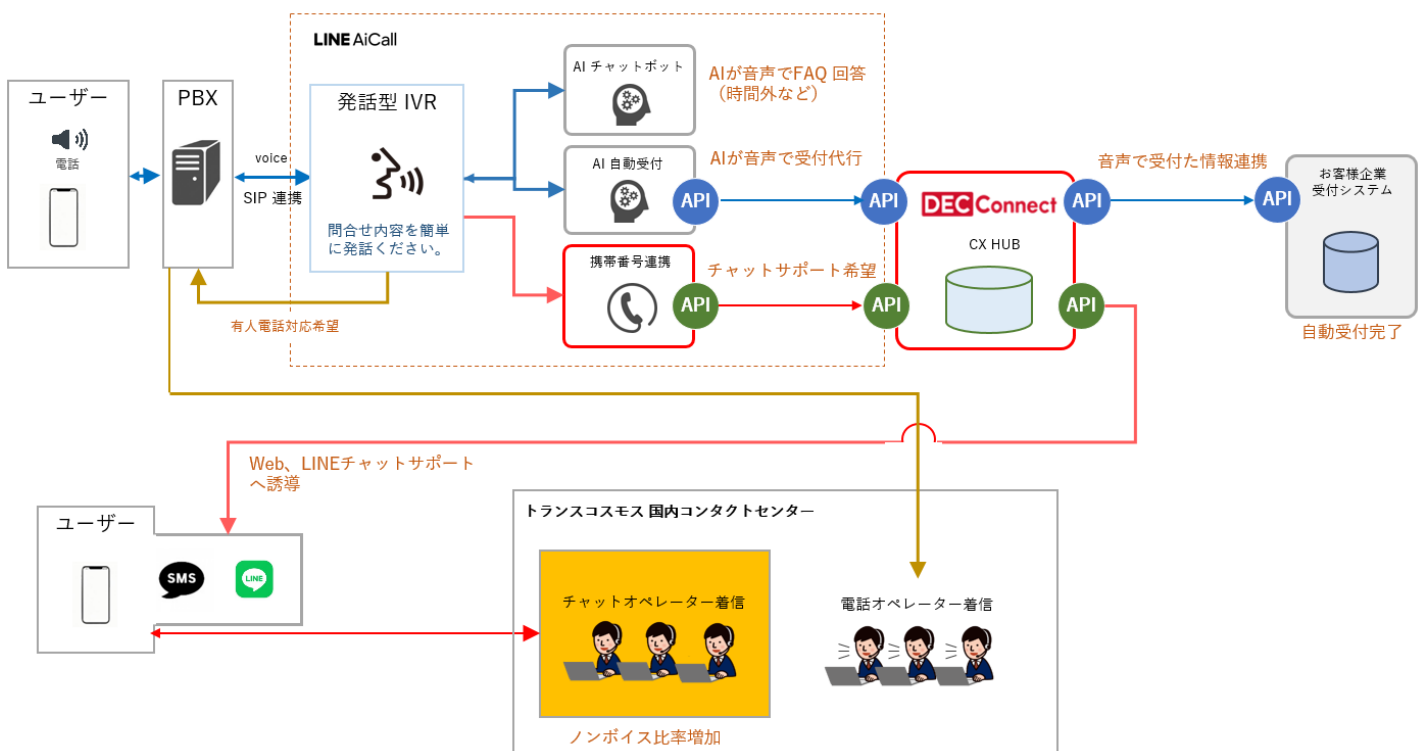 LINE AiCall
ユーザー
電話
PBX
voice
SIP 連携
発話型 IVR
問合せ内容を簡単
に発話ください。
有人電話対応希望
AI チャットボット
AIが音声でFAQ 回答
（時間外など）
AI 自動受付
API
AIが音声で受付代行
API
携帯番号連携
API
チャットサポート希望
API
DEC Connect
CX HUB
API
API
音声で受付た情報連携
API
お客様企業
受付システム
自動受付完了
Web、LINEチャットサポート
へ誘導
ユーザー
SMS
LINE
トランスコスモス 国内コンタクトセンター
チャットオペレーター着信
ノンボイス比率増加
電話オペレーター着信